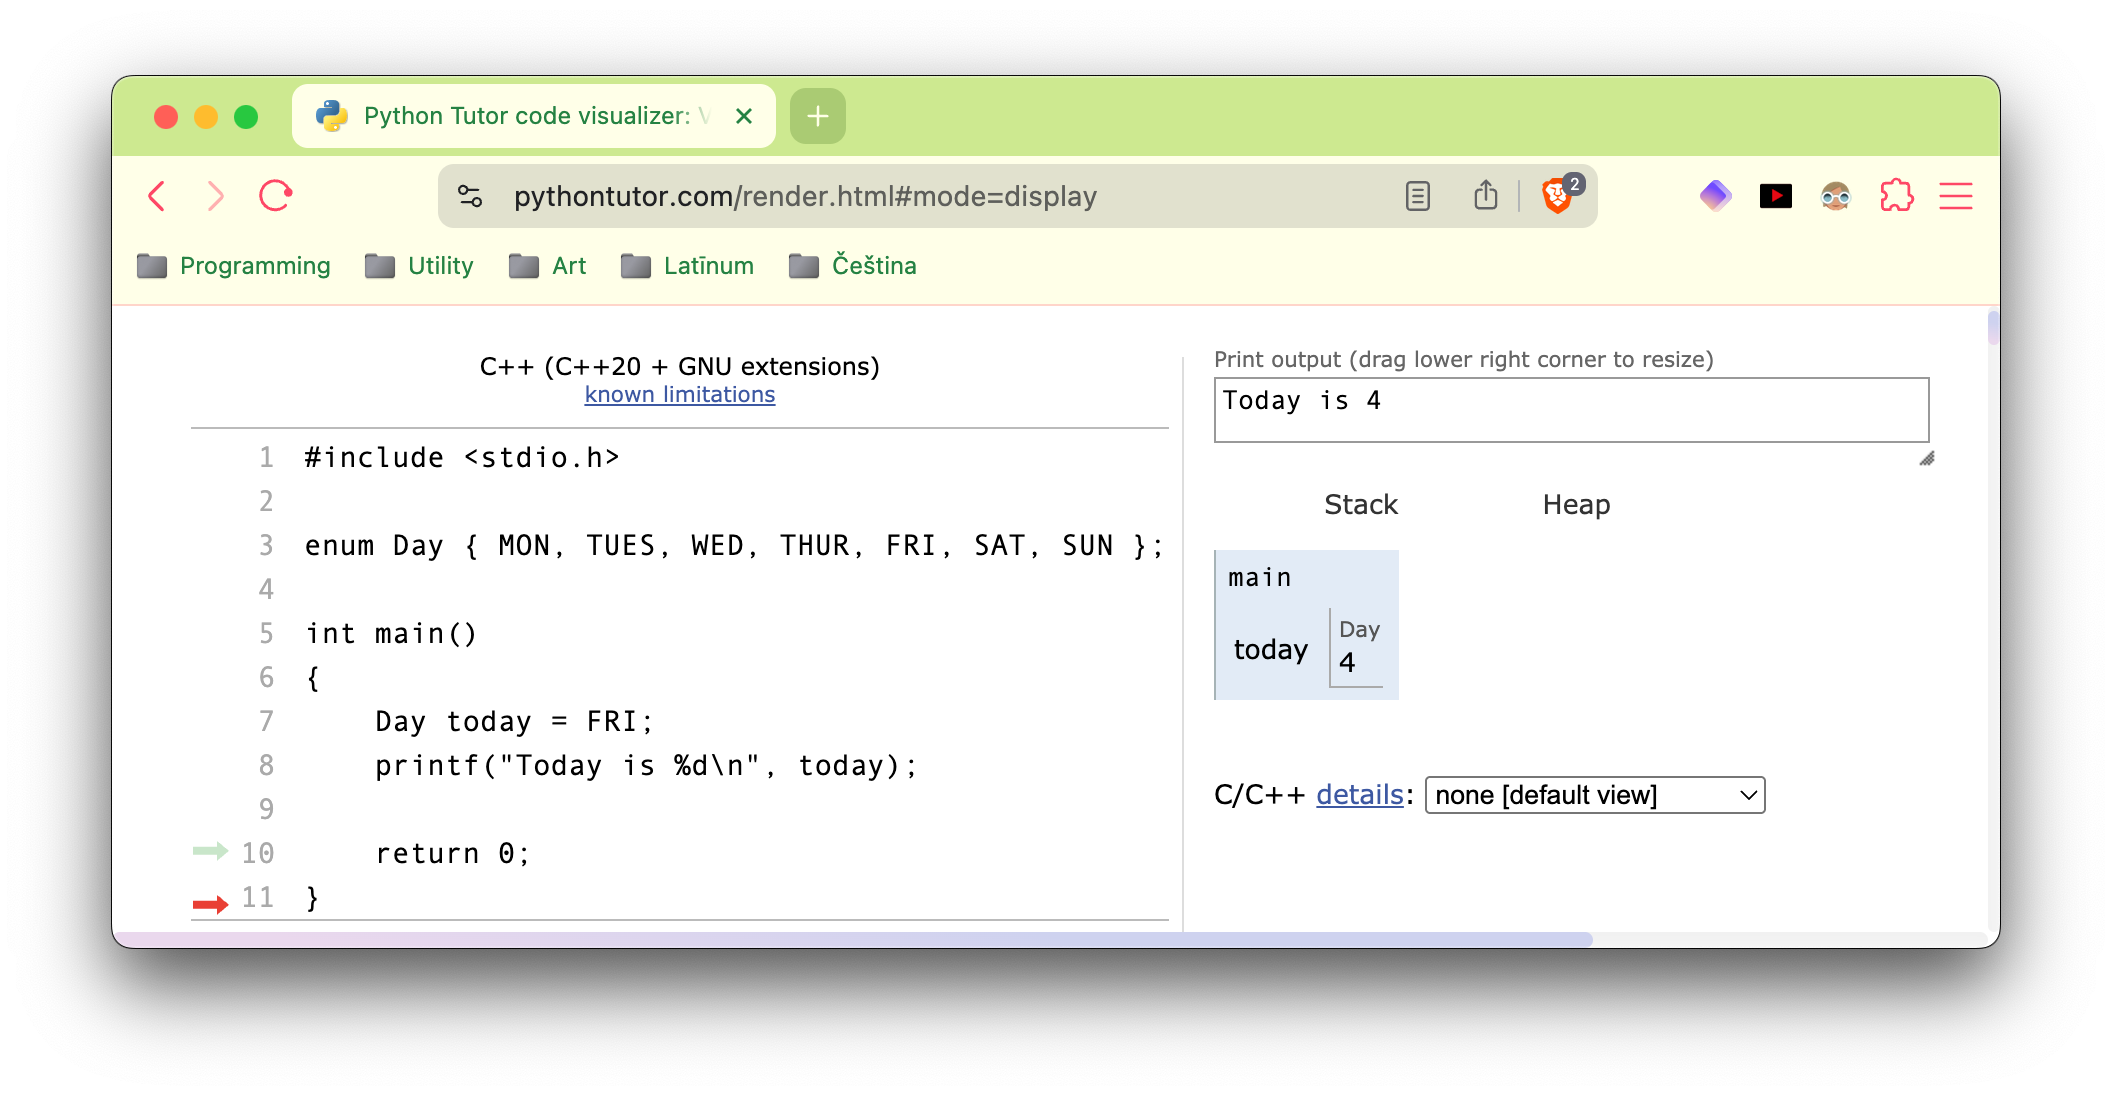 Python Tutor code visualizer: V
pythontutor.com/render.html#mode=display
2
Programming
Utility
Art
Latīnum
Čeština
C++ (C++20 + GNU extensions)
known limitations
1 #include <stdio.h>
2
3 enum Day { MON, TUES, WED, THUR, FRI, SAT, SUN };
4
5 int main()
6 {
7     Day today = FRI;
8     printf("Today is %d\n", today);
9
10     return 0;
11 }
Print output (drag lower right corner to resize)
Today is 4
Stack Heap
main
today
Day
4
C/C++ details: none [default view]